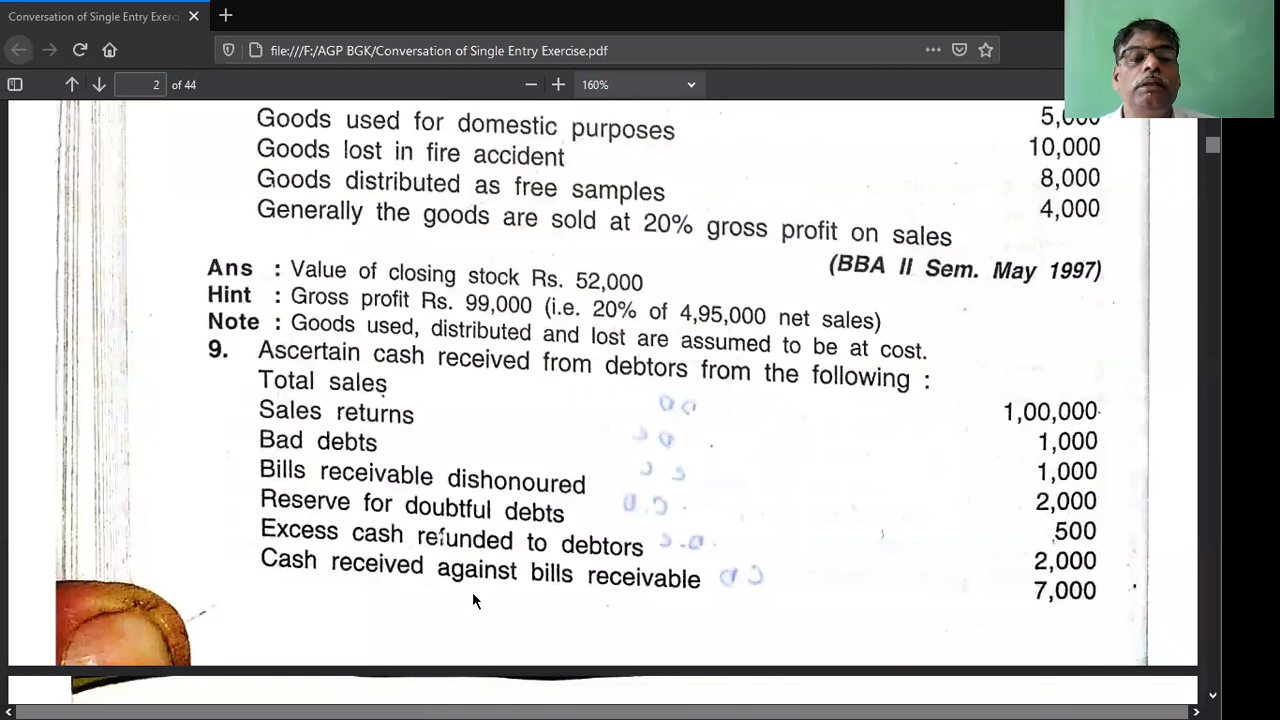 Conversation of Single Entry Exerc
file:///F:/AGP BGK/Conversation of Single Entry Exercise.pdf
2 of 44
160%
Goods used for domestic purposes 5,000
Goods lost in fire accident 10,000
Goods distributed as free samples 8,000
Generally the goods are sold at 20% gross profit on sales 4,000
(BBA II Sem. May 1997)
Ans : Value of closing stock Rs. 52,000
Hint : Gross profit Rs. 99,000 (i.e. 20% of 4,95,000 net sales)
Note : Goods used, distributed and lost are assumed to be at cost.
9. Ascertain cash received from debtors from the following :
Total sales 1,00,000
Sales returns 1,000
Bad debts 1,000
Bills receivable dishonoured 2,000
Reserve for doubtful debts 500
Excess cash refunded to debtors 2,000
Cash received against bills receivable 7,000